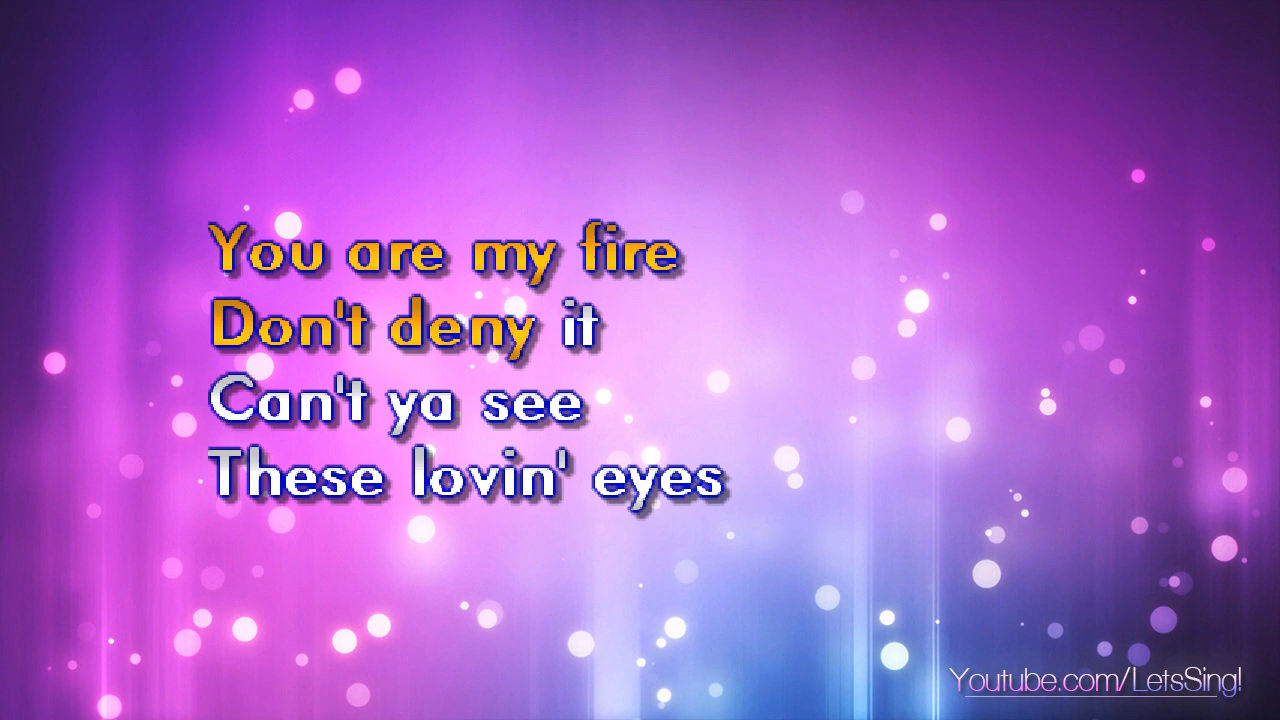 You are my fire
Don't deny it
Can't ya see
These lovin' eyes
Youtube.com/LetsSing!